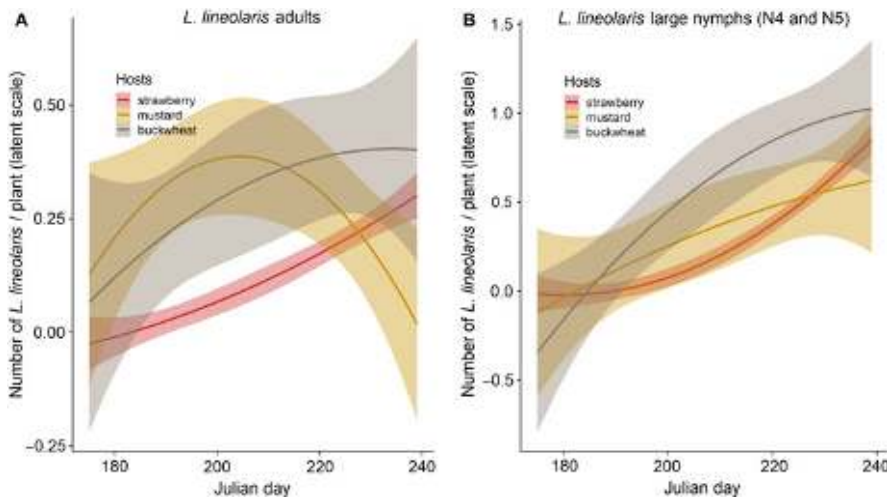 A
L. lineolaris adults
Number of L. lineolaris / plant (latent scale)
0.50
0.25
0.00
−0.25
Hosts
strawberry
mustard
buckwheat
180
200
220
240
Julian day
B
L. lineolaris large nymphs (N4 and N5)
Number of L. lineolaris / plant (latent scale)
1.5
1.0
0.5
0.0
−0.5
Hosts
strawberry
mustard
buckwheat
180
200
220
240
Julian day